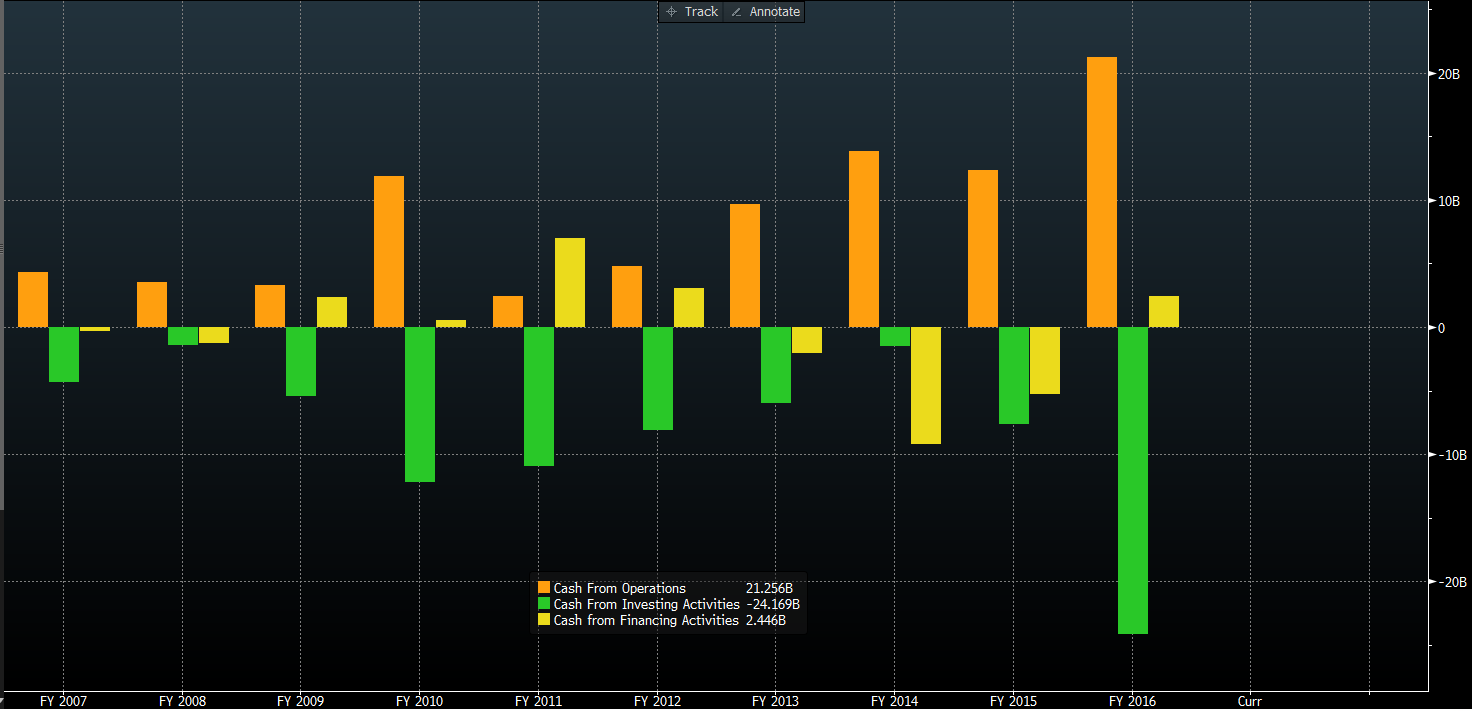 Track Annotate
20B
10B
0
-10B
-20B
Cash From Operations 21.256B
Cash From Investing Activities -24.169B
Cash from Financing Activities 2.446B
FY 2007 FY 2008 FY 2009 FY 2010 FY 2011 FY 2012 FY 2013 FY 2014 FY 2015 FY 2016 Curr